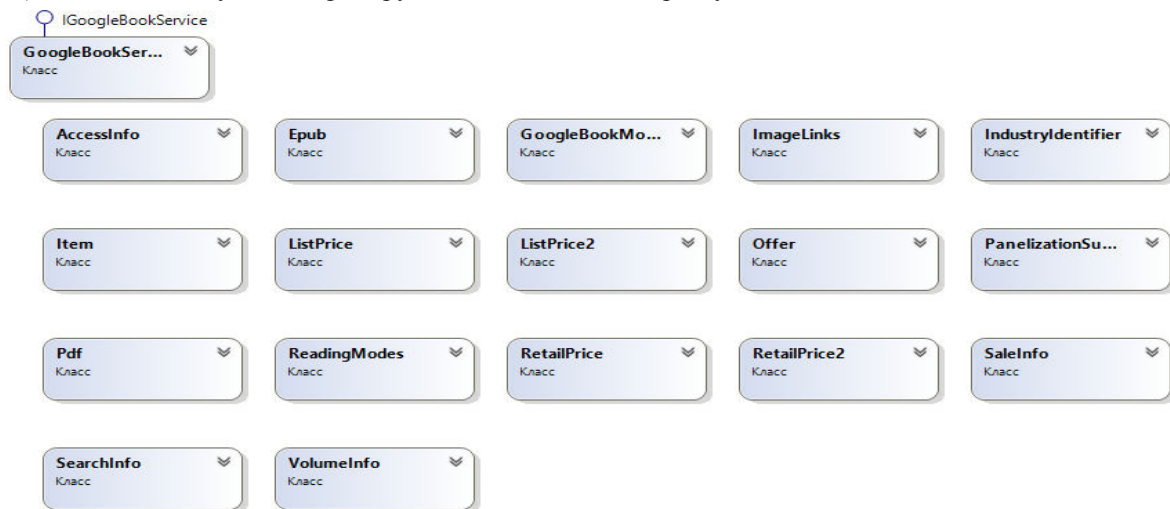 IGoogleBookService
GoogleBookSer...
Класс
AccessInfo
Класс
Epub
Класс
GoogleBookMo...
Класс
ImageLinks
Класс
IndustryIdentifier
Класс
Item
Класс
ListPrice
Класс
ListPrice2
Класс
Offer
Класс
PanelizationSu...
Класс
Pdf
Класс
ReadingModes
Класс
RetailPrice
Класс
RetailPrice2
Класс
SaleInfo
Класс
SearchInfo
Класс
VolumeInfo
Класс